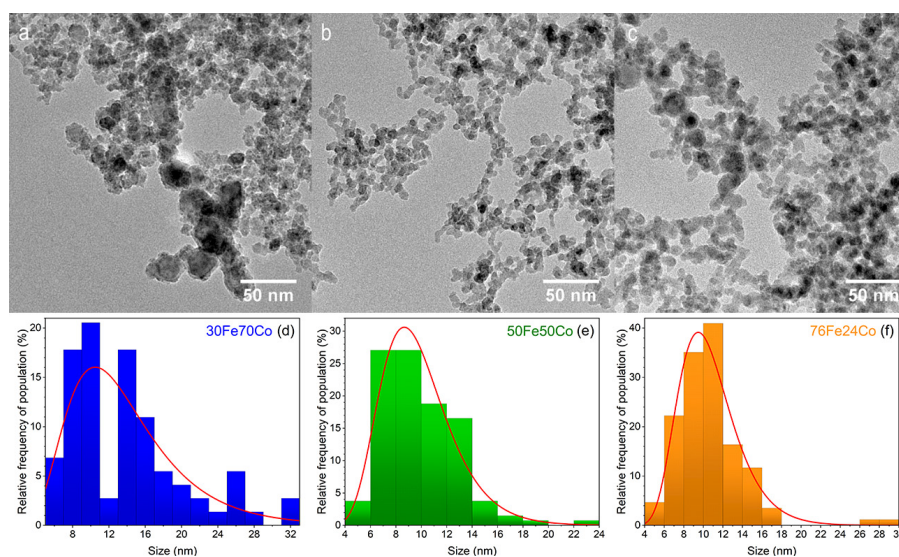 a
b
c
50 nm
50 nm
50 nm
30Fe70Co (d)
50Fe50Co (e)
76Fe24Co (f)
Relative frequency of population (%)
20
15
10
5
0
8 12 16 20 24 28 32
Size (nm)
Relative frequency of population (%)
30
25
20
15
10
5
0
4 6 8 10 12 14 16 18 20 22 24
Size (nm)
Relative frequency of population (%)
40
30
20
10
0
4 6 8 10 12 14 16 18 20 22 24 26 28 30
Size (nm)